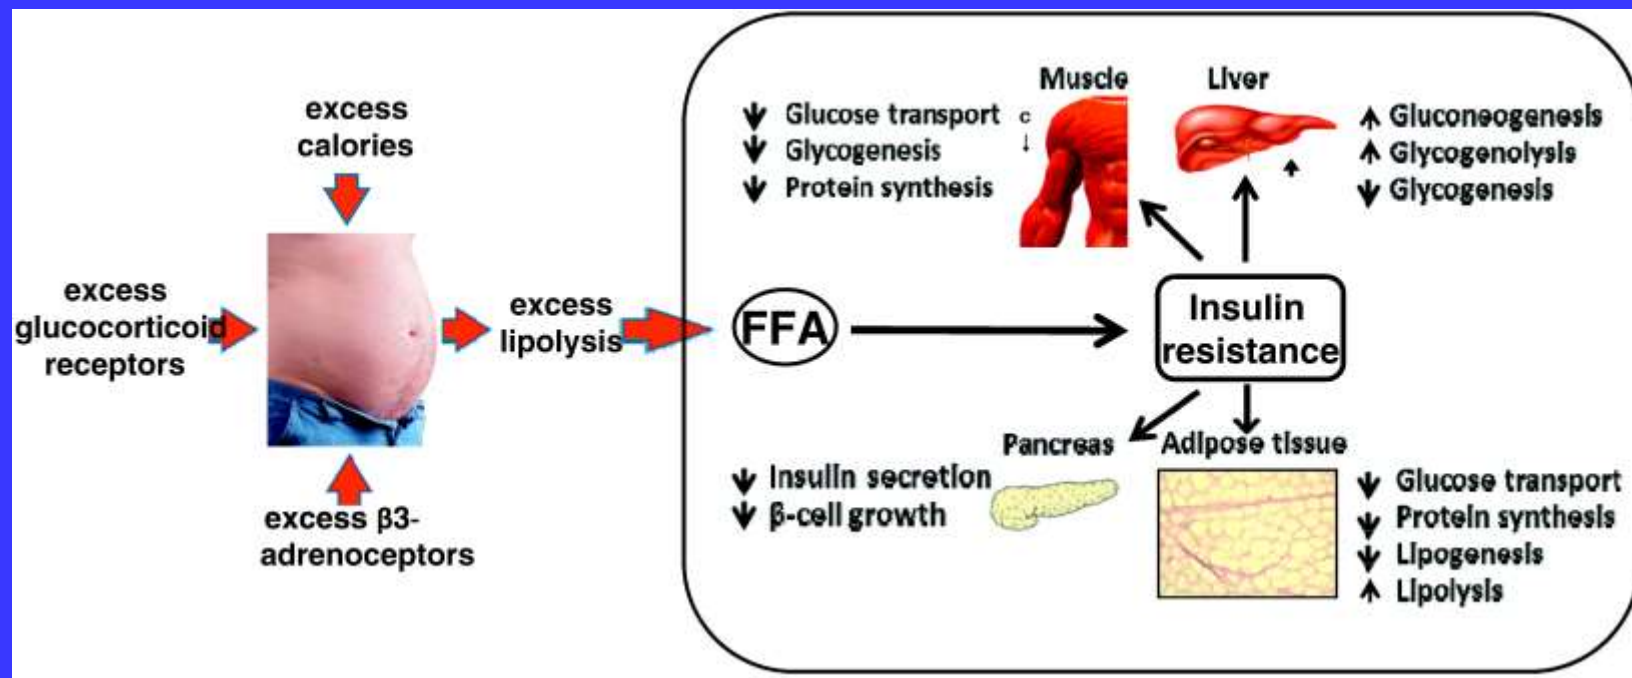 excess
calories
excess
glucocorticoid
receptors
excess β3-
adrenoceptors
excess
lipolysis
FFA
Insulin
resistance
Muscle
↓ Glucose transport
↓ Glycogenesis
↓ Protein synthesis
c
↓
Liver
↑ Gluconeogenesis
↑ Glycogenolysis
↓ Glycogenesis
Pancreas
↓ Insulin secretion
↓ β-cell growth
Adipose tissue
↓ Glucose transport
↓ Protein synthesis
↓ Lipogenesis
↑ Lipolysis